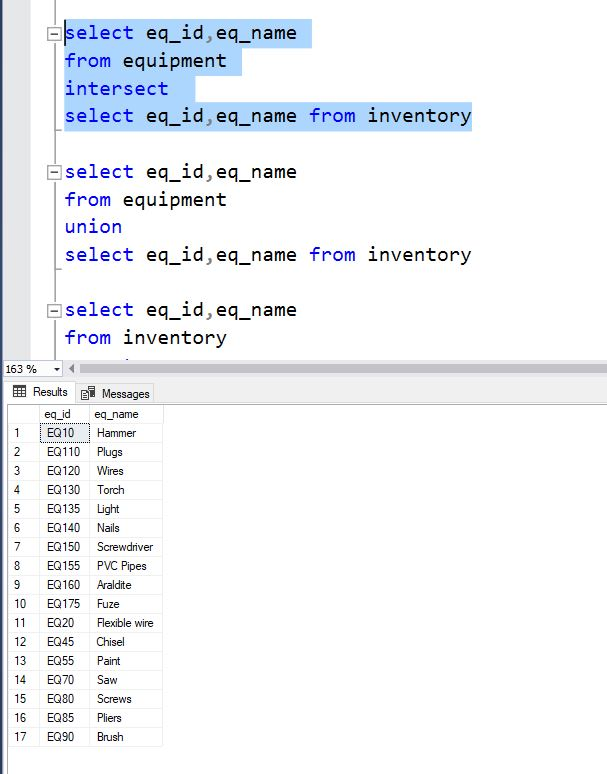 select eq_id,eq_name
from equipment
intersect
select eq_id,eq_name from inventory
select eq_id,eq_name
from equipment
union
select eq_id,eq_name from inventory
select eq_id,eq_name
from inventory
163 %
Results Messages
eq_id eq_name
1 EQ10 Hammer
2 EQ110 Plugs
3 EQ120 Wires
4 EQ130 Torch
5 EQ135 Light
6 EQ140 Nails
7 EQ150 Screwdriver
8 EQ155 PVC Pipes
9 EQ160 Araldite
10 EQ175 Fuze
11 EQ20 Flexible wire
12 EQ45 Chisel
13 EQ55 Paint
14 EQ70 Saw
15 EQ80 Screws
16 EQ85 Pliers
17 EQ90 Brush